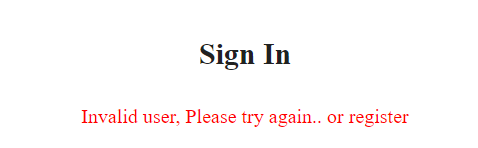 Sign In
Invalid user, Please try again.. or register